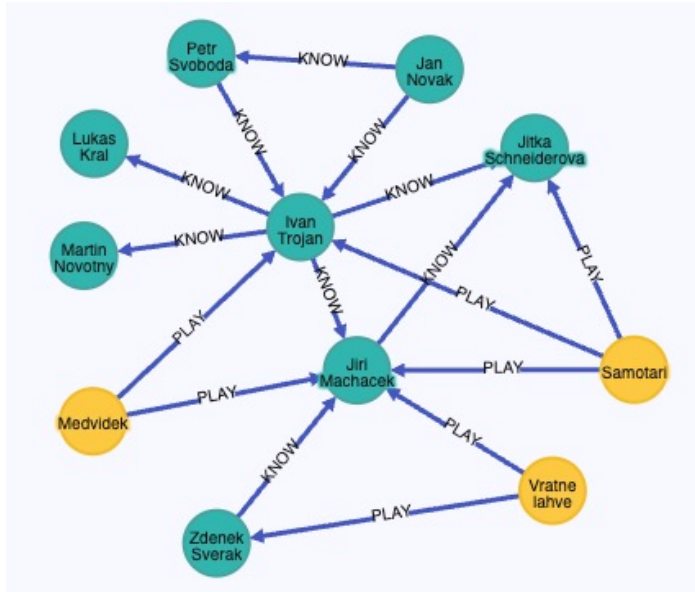 Petr
Svoboda
KNOW
Jan
Novak
KNOW
KNOW
Lukas
Kral
Jitka
Schneiderova
KNOW
KNOW
Ivan
Trojan
KNOW
Martin
Novotny
KNOW
KNOW
PLAY
PLAY
PLAY
Jiri
Machacek
PLAY
Samotari
PLAY
Medvidek
PLAY
KNOW
Vratne
lahve
PLAY
Zdenek
Sverak